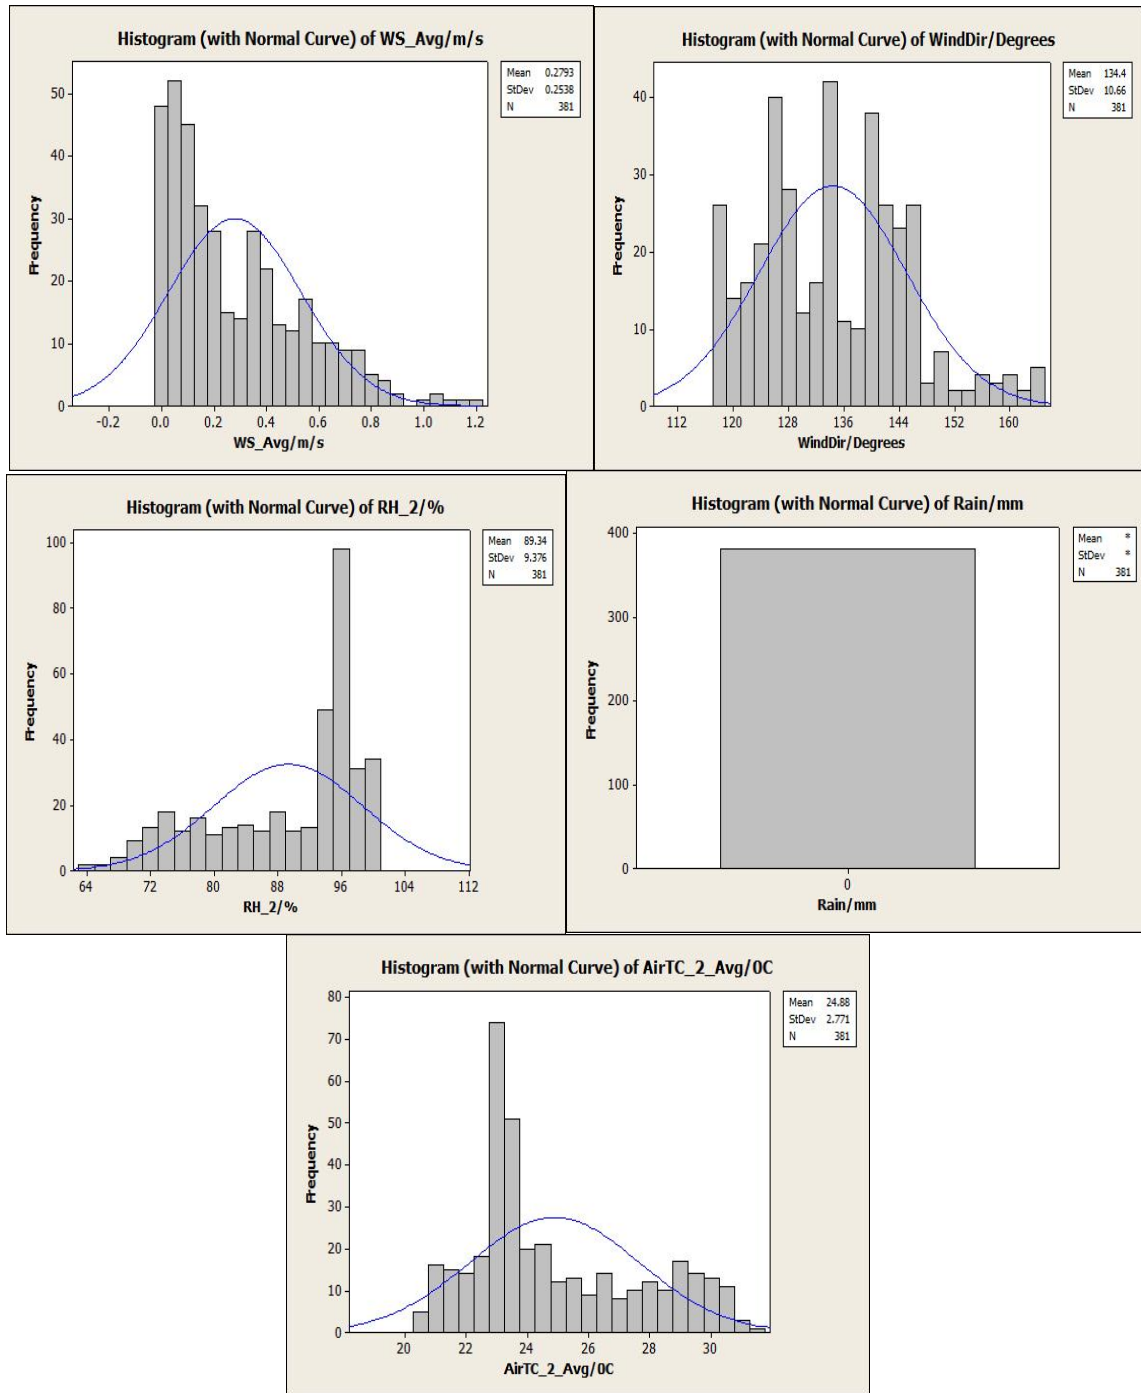 Histogram (with Normal Curve) of WS_Avg/m/s
Mean 0.2793
StDev 0.2538
N 381
Frequency
50
40
30
20
10
0
-0.2 0.0 0.2 0.4 0.6 0.8 1.0 1.2
WS_Avg/m/s
Histogram (with Normal Curve) of WindDir/Degrees
Mean 134.4
StDev 10.66
N 381
Frequency
40
30
20
10
0
112 120 128 136 144 152 160
WindDir/Degrees
Histogram (with Normal Curve) of RH_2/%
Mean 89.34
StDev 9.376
N 381
Frequency
100
80
60
40
20
0
64 72 80 88 96 104 112
RH_2/%
Histogram (with Normal Curve) of Rain/mm
Mean *
StDev *
N 381
Frequency
400
300
200
100
0
0
Rain/mm
Histogram (with Normal Curve) of AirTC_2_Avg/0C
Mean 24.88
StDev 2.771
N 381
Frequency
80
70
60
50
40
30
20
10
0
20 22 24 26 28 30
AirTC_2_Avg/0C